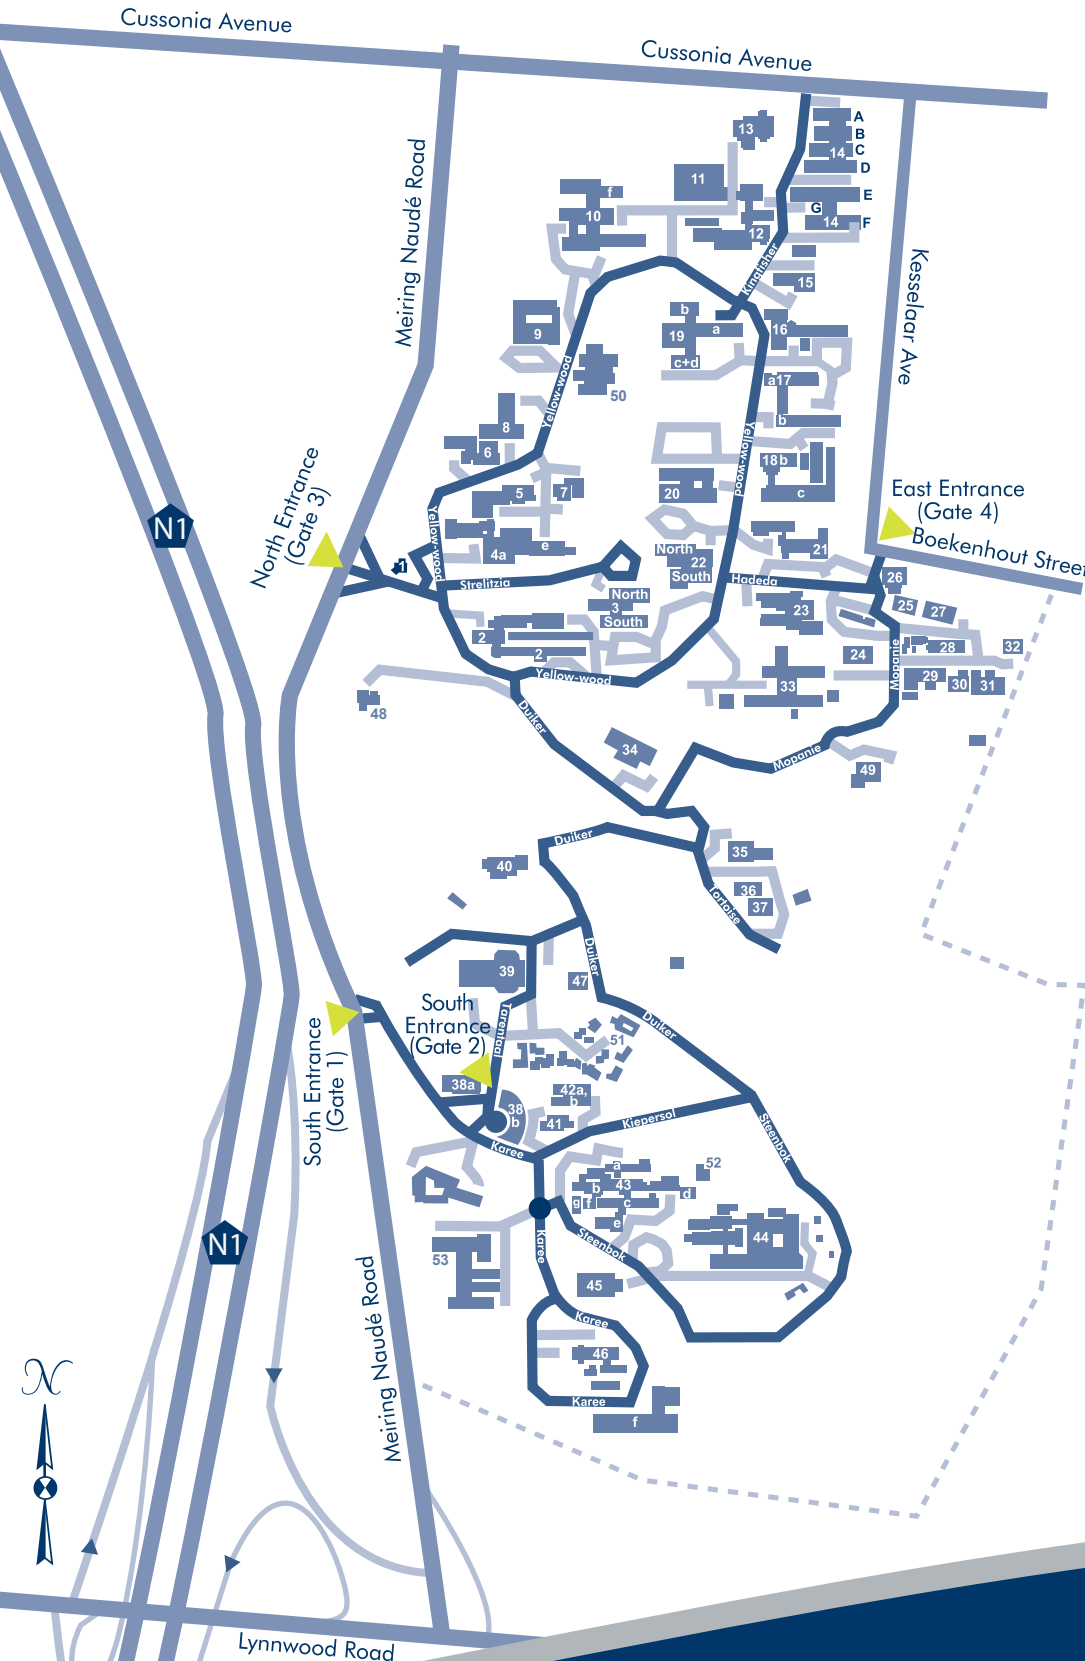 Cussonia Avenue
Cussonia Avenue
Meiring Naudé Road
Kesselaar Ave
A
B
C
14
D
E
G
14
F
13
11
f
10
12
Kingfisher
15
b
19
a
c+d
16
9
50
a17
b
Yellow-wood
Yellow-wood
8
6
18b
c
5
7
20
N1
North Entrance
(Gate 3)
East Entrance
(Gate 4)
Boekenhout Street
Yellow-wood
4a
e
1
Strelitzia
North
22
South
21
Hadeda
26
North
3
South
23
25
27
2
2
24
28
32
Mopanie
29
30
31
33
Yellow-wood
48
Duiker
34
Mopanie
49
Duiker
40
35
36
37
Tortoise
39
Duiker
47
South
Entrance
(Gate 2)
Tarentaal
Duiker
51
South Entrance
(Gate 1)
38a
38
b
42a,
b
41
Kiepersol
Karee
Steenbok
a
52
b
43
d
g
f
c
e
44
Karee
Steenbok
53
N1
45
Karee
46
Karee
f
Meiring Naudé Road
N
Lynnwood Road